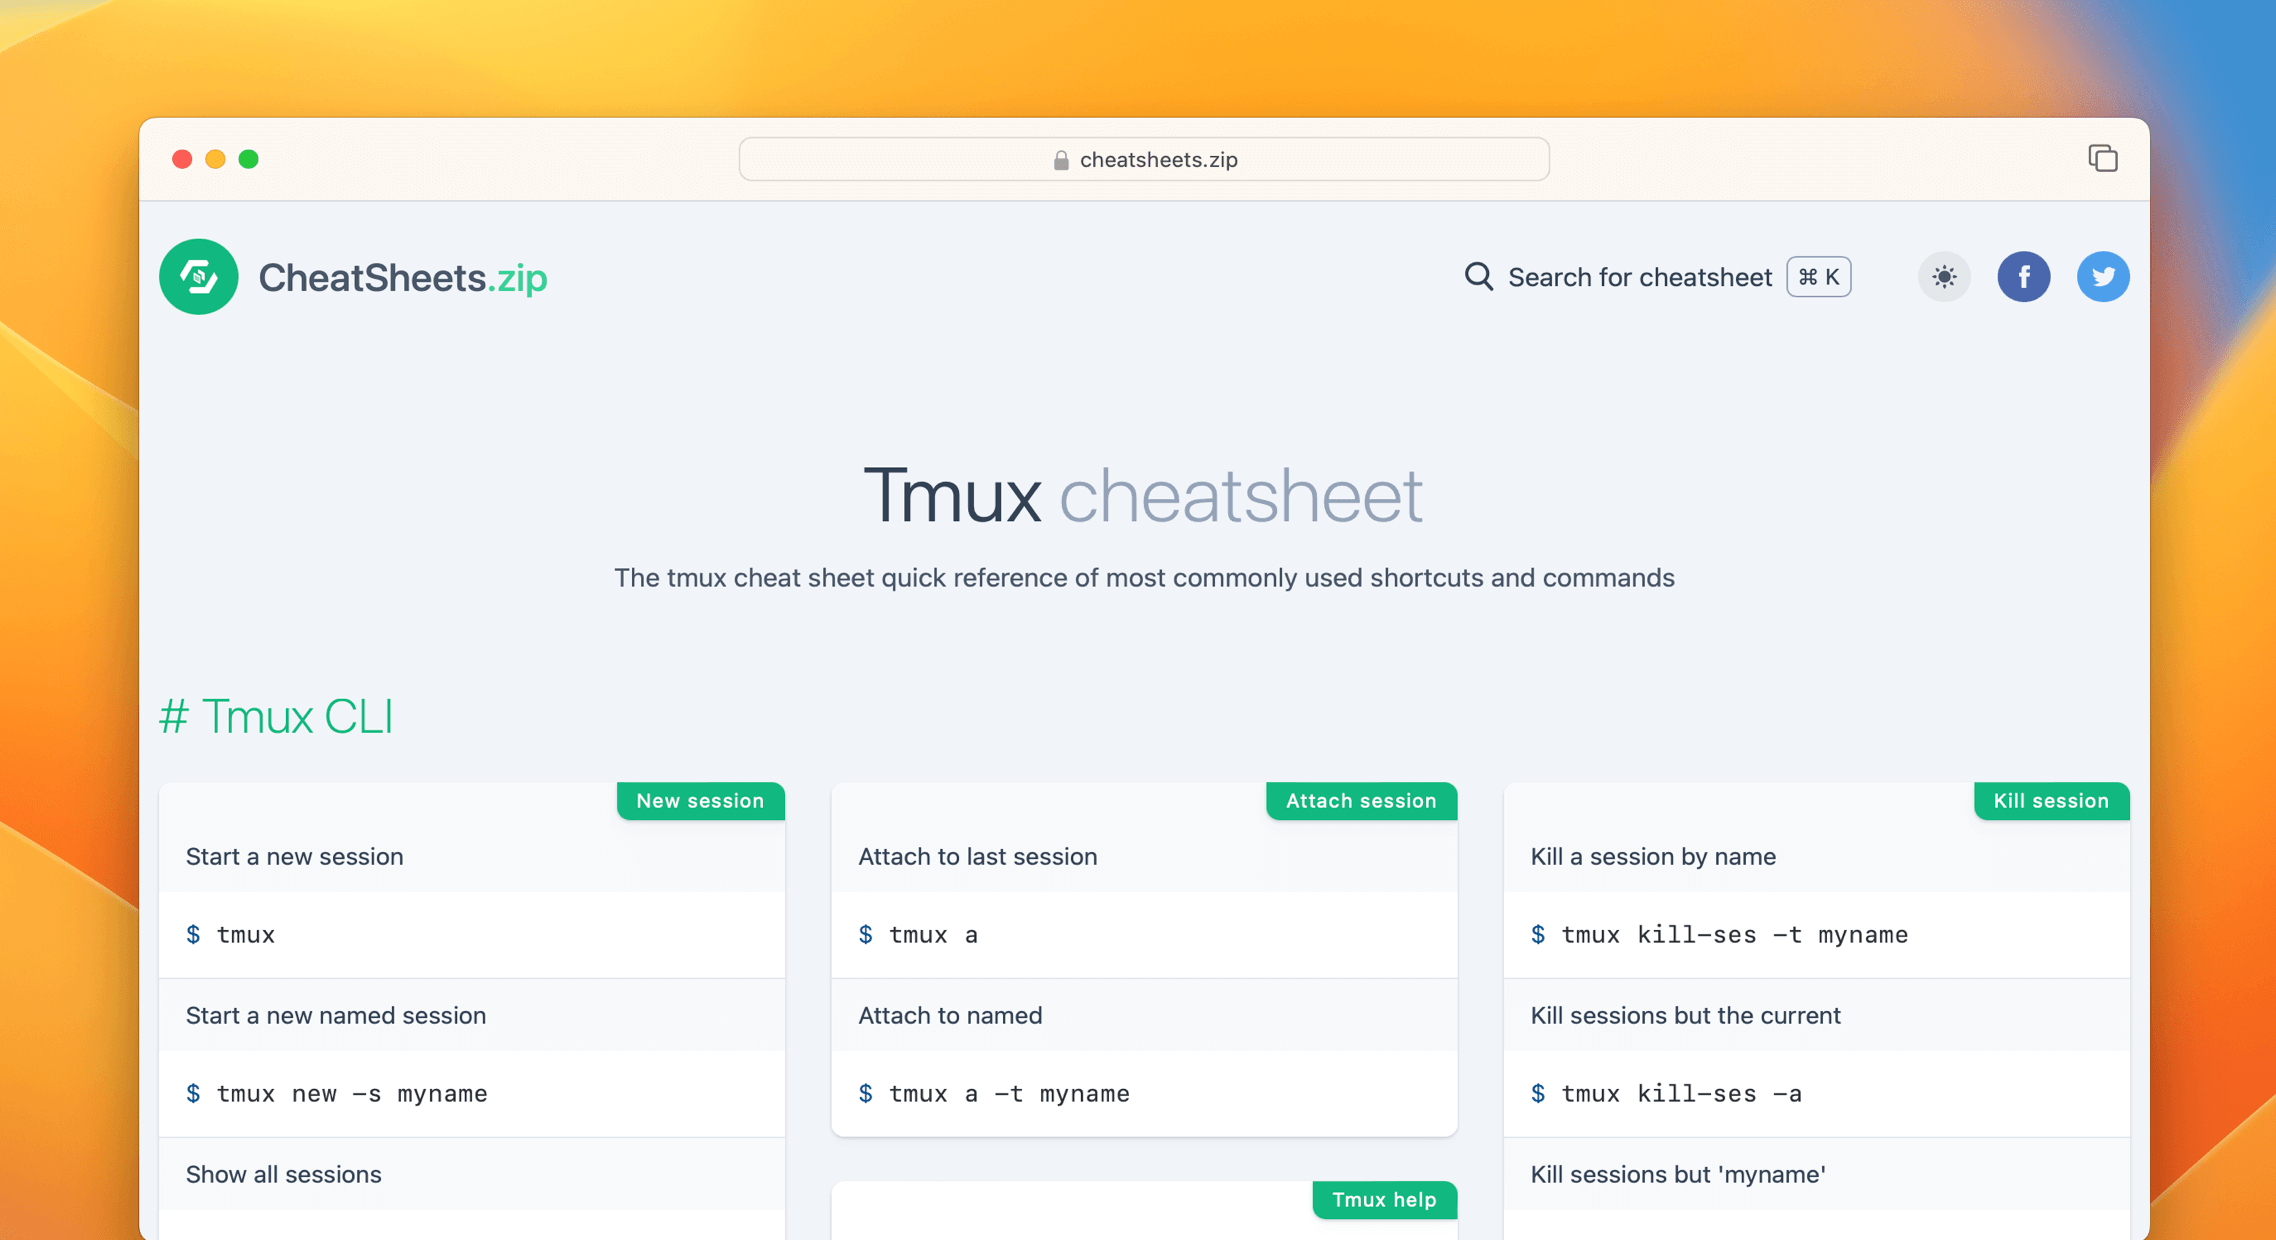 cheatsheets.zip
CheatSheets.zip
Search for cheatsheet ⌘ K
Tmux cheatsheet
The tmux cheat sheet quick reference of most commonly used shortcuts and commands
# Tmux CLI
New session
Start a new session
$ tmux
Start a new named session
$ tmux new -s myname
Show all sessions
Attach session
Attach to last session
$ tmux a
Attach to named
$ tmux a -t myname
Tmux help
Kill session
Kill a session by name
$ tmux kill-ses -t myname
Kill sessions but the current
$ tmux kill-ses -a
Kill sessions but 'myname'